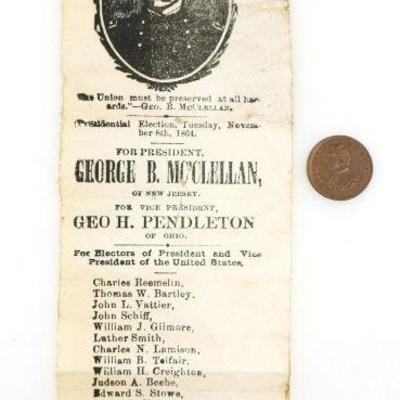 "The Union must be preserved at all haz-
ards."—GEO. B. MCCLELLAN.
(Presidential Election, Tuesday, Novem-
ber 8th, 1864.
FOR PRESIDENT,
GEORGE B. McCLELLAN,
OF NEW JERSEY.
FOR VICE PRESIDENT,
GEO H. PENDLETON
OF OHIO.
For Electors of President and Vice
President of the United States,
Charles Reemelin,
Thomas W. Bartley.
John L. Vattier,
John Schiff,
William J. Gilmore,
Luther Smith,
Charles N. Lamison,
William B. Telfair,
William H. Creighton,
Judson A. Beebe,
Edward S. Stowe,